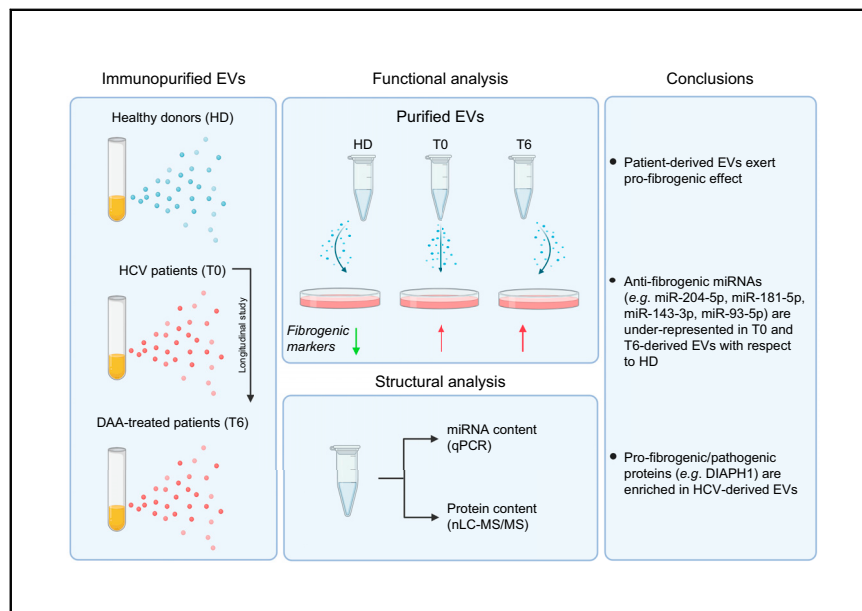 Immunopurified EVs
Healthy donors (HD)
HCV patients (T0)
Longitudinal study
DAA-treated patients (T6)
Functional analysis
Purified EVs
HD
T0
T6
Fibrogenic
markers
Structural analysis
miRNA content
(qPCR)
Protein content
(nLC-MS/MS)
Conclusions
• Patient-derived EVs exert
pro-fibrogenic effect
• Anti-fibrogenic miRNAs
(e.g. miR-204-5p, miR-181-5p,
miR-143-3p, miR-93-5p) are
under-represented in T0 and
T6-derived EVs with respect
to HD
• Pro-fibrogenic/pathogenic
proteins (e.g. DIAPH1) are
enriched in HCV-derived EVs